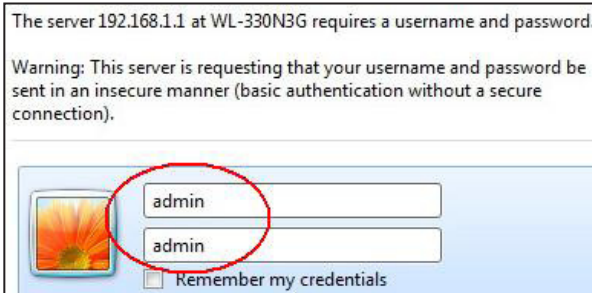 The server 192.168.1.1 at WL-330N3G requires a username and password.
Warning: This server is requesting that your username and password be
sent in an insecure manner (basic authentication without a secure
connection).
admin
admin
Remember my credentials